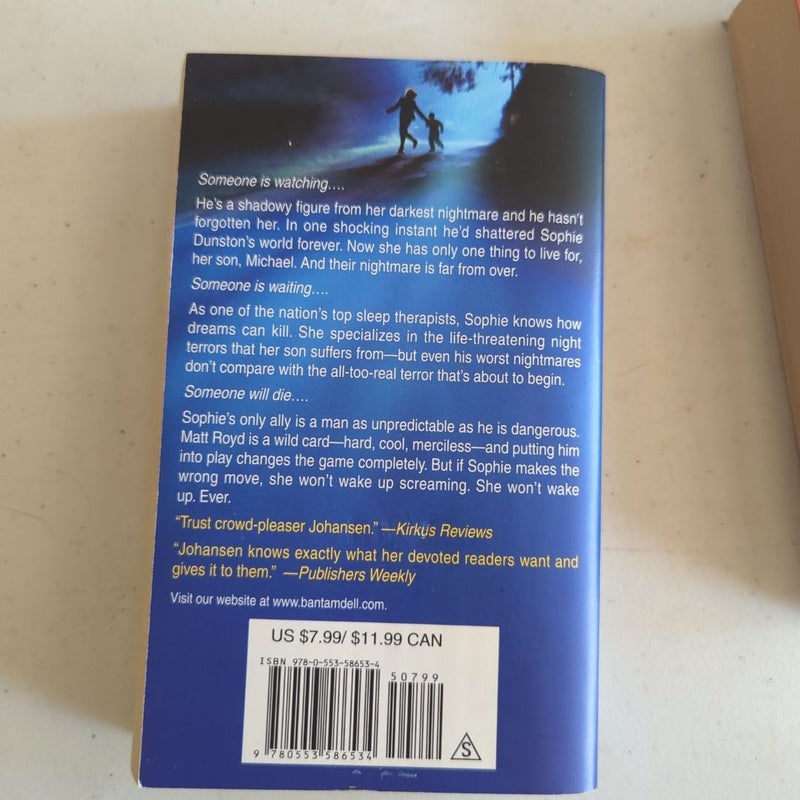 Someone is watching....
He's a shadowy figure from her darkest nightmare and he hasn't
forgotten her. In one shocking instant he'd shattered Sophie
Dunston's world forever. Now she has only one thing to live for,
her son, Michael. And their nightmare is far from over.
Someone is waiting....
As one of the nation's top sleep therapists, Sophie knows how
dreams can kill. She specializes in the life-threatening night
terrors that her son suffers from—but even his worst nightmares
don't compare with the all-too-real terror that's about to begin.
Someone will die....
Sophie's only ally is a man as unpredictable as he is dangerous.
Matt Royd is a wild card—hard, cool, merciless—and putting him
into play changes the game completely. But if Sophie makes the
wrong move, she won't wake up screaming. She won't wake
up. Ever.
"Trust crowd-pleaser Johansen." —Kirkus Reviews
"Johansen knows exactly what her devoted readers want and
gives it to them." —Publishers Weekly
Visit our website at www.bantamdell.com.
US $7.99/ $11.99 CAN
ISBN 978-0-553-58653-4
50799
9 780553 586534
S